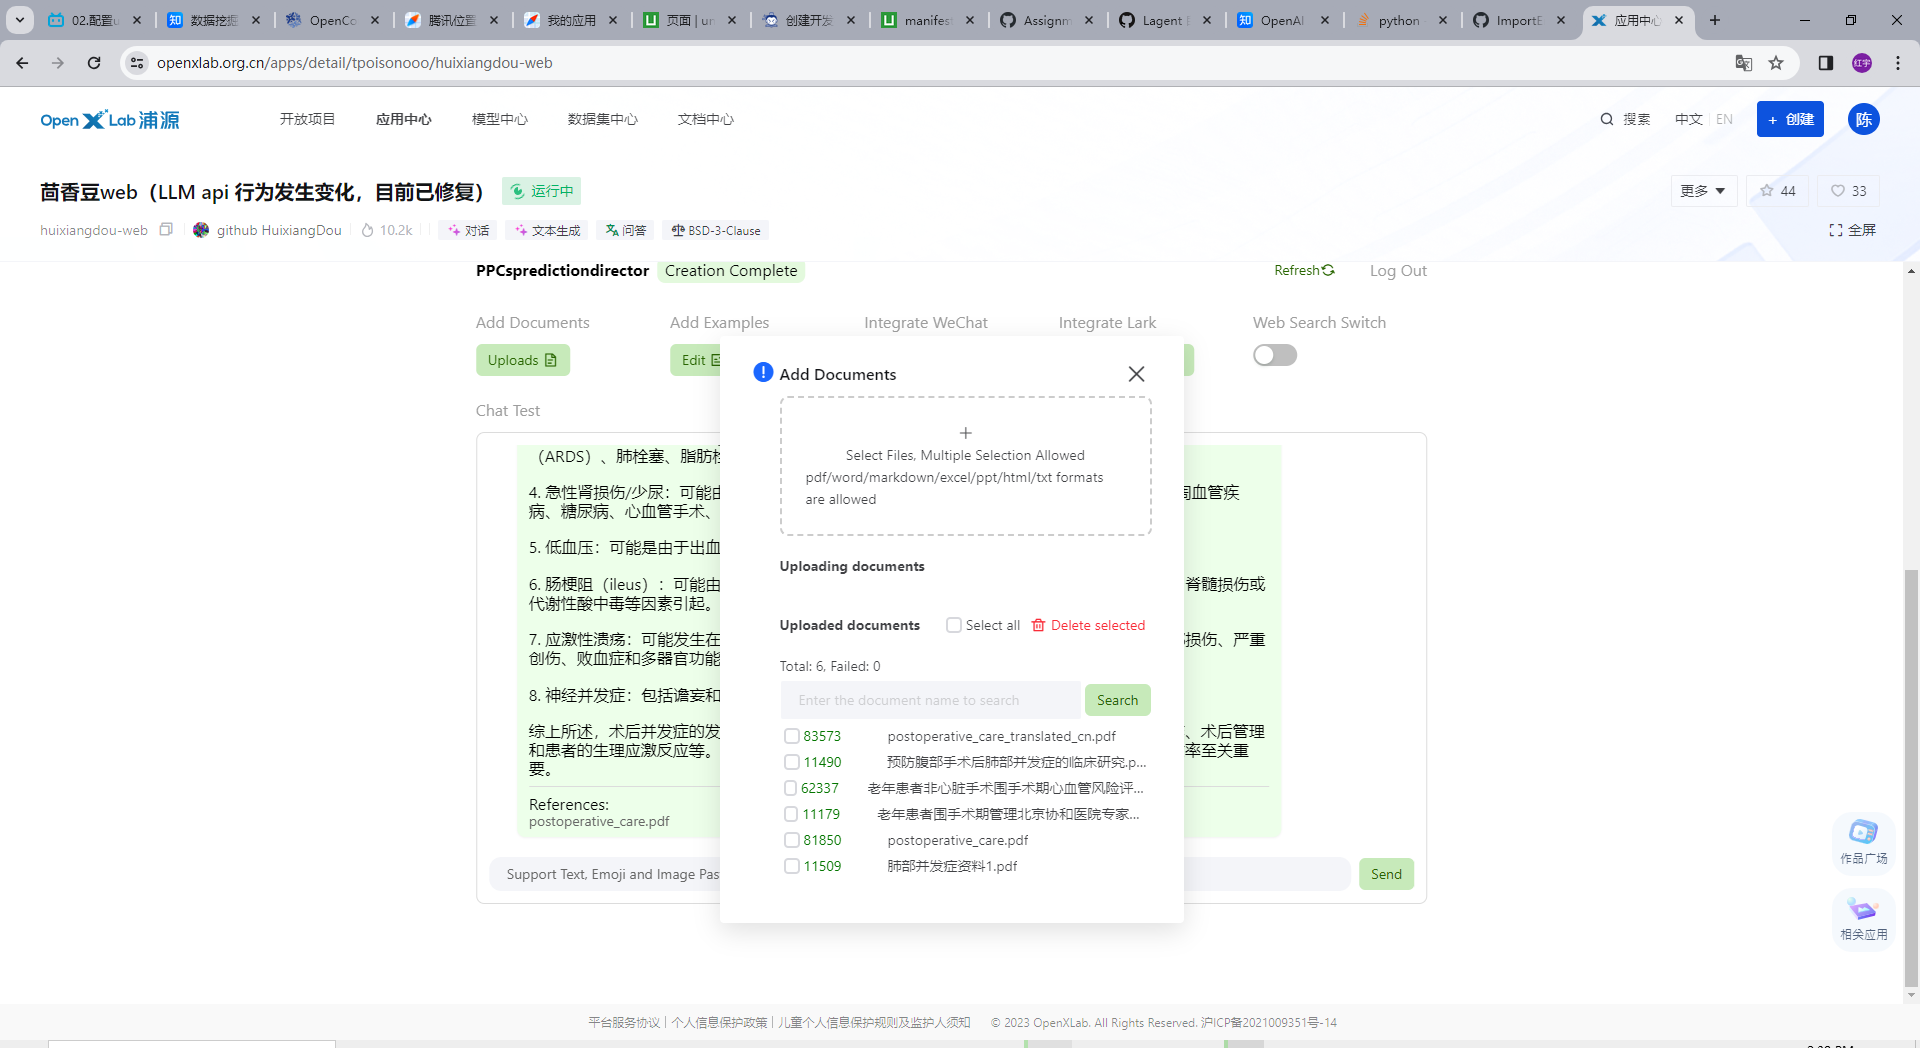 02.配置u
数据挖掘
OpenCo
腾讯位置
我的应用
页面 | un
创建开发
manifest
Assignm
Lagent
OpenAI
python
ImportE
应用中心
openxlab.org.cn/apps/detail/tpoisonooo/huixiangdou-web
红宇
OpenXLab 浦源
开放项目
应用中心
模型中心
数据集中心
文档中心
搜索
中文
EN
+ 创建
陈
茴香豆web（LLM api 行为发生变化，目前已修复）
运行中
更多
44
33
huixiangdou-web
github HuixiangDou
10.2k
对话
文本生成
问答
BSD-3-Clause
全屏
PPCspredictiondirector
Creation Complete
Refresh
Log Out
Add Documents
Add Examples
Integrate WeChat
Integrate Lark
Web Search Switch
Uploads
Edit
Chat Test
（ARDS）、肺栓塞、脂肪栓
4. 急性肾损伤/少尿：可能由
周血管疾
病、糖尿病、心血管手术、
5. 低血压：可能是由于出血
6. 肠梗阻（ileus）：可能由
脊髓损伤或
代谢性酸中毒等因素引起。
7. 应激性溃疡：可能发生在
部损伤、严重
创伤、败血症和多器官功能
8. 神经并发症：包括谵妄和
综上所述，术后并发症的发
、术后管理
和患者的生理应激反应等。
率至关重
要。
References:
postoperative_care.pdf
Support Text, Emoji and Image Pas
Send
Add Documents
+
Select Files, Multiple Selection Allowed
pdf/word/markdown/excel/ppt/html/txt formats
are allowed
Uploading documents
Uploaded documents
Select all
Delete selected
Total: 6, Failed: 0
Enter the document name to search
Search
83573 postoperative_care_translated_cn.pdf
11490 预防腹部手术后肺部并发症的临床研究.p...
62337 老年患者非心脏手术围手术期心血管风险评...
11179 老年患者围手术期管理北京协和医院专家...
81850 postoperative_care.pdf
11509 肺部并发症资料1.pdf
作品广场
相关应用
平台服务协议 | 个人信息保护政策 | 儿童个人信息保护规则及监护人须知 © 2023 OpenXLab. All Rights Reserved. 沪ICP备2021009351号-14